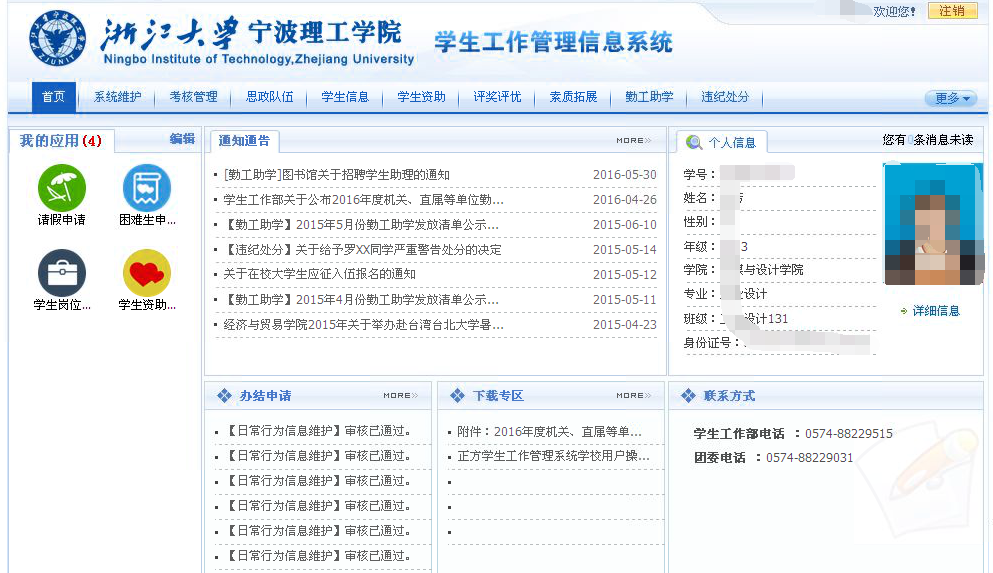 欢迎您! 注销
ZJUNIT
浙江大学 宁波理工学院
Ningbo Institute of Technology,Zhejiang University
学生工作管理信息系统
首页 系统维护 考核管理 思政队伍 学生信息 学生资助 评奖评优 素质拓展 勤工助学 违纪处分 更多
我的应用(4) 编辑
请假申请 困难生申...
学生岗位... 学生资助...
通知通告 MORE»
[勤工助学]图书馆关于招聘学生助理的通知 2016-05-30
学生工作部关于公布2016年度机关、直属等单位勤... 2016-04-26
【勤工助学】2015年5月份勤工助学发放清单公示... 2015-06-10
【违纪处分】关于给予罗XX同学严重警告处分的决定 2015-05-14
关于在校大学生应征入伍报名的通知 2015-05-12
【勤工助学】2015年4月份勤工助学发放清单公示... 2015-05-11
经济与贸易学院2015年关于举办赴台湾台北大学暑... 2015-04-23
个人信息 您有0条消息未读
学号：
姓名：
性别：
年级： 3
学院： 与设计学院
专业： 设计
班级： 设计131
身份证号：
详细信息
办结申请 MORE»
【日常行为信息维护】审核已通过。
【日常行为信息维护】审核已通过。
【日常行为信息维护】审核已通过。
【日常行为信息维护】审核已通过。
【日常行为信息维护】审核已通过。
【日常行为信息维护】审核已通过。
下载专区 MORE»
附件：2016年度机关、直属等单...
正方学生工作管理系统学校用户操...
联系方式
学生工作部电话 ：0574-88229515
团委电话 ：0574-88229031